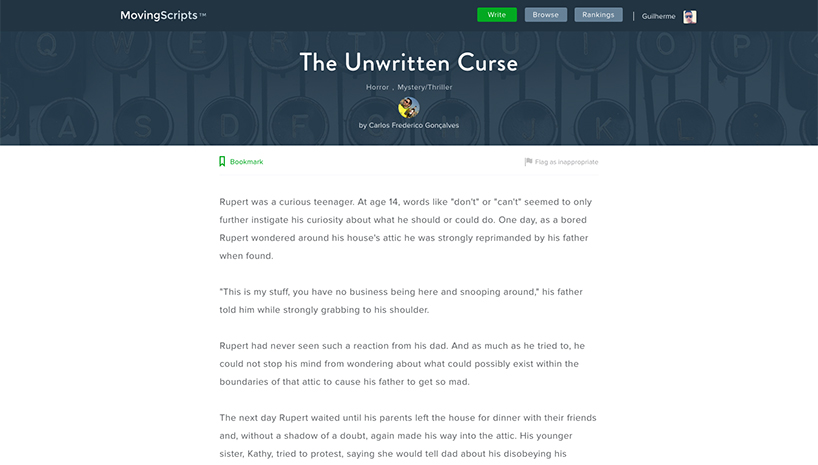 MovingScripts™
Write
Browse
Rankings
Guilherme
The Unwritten Curse
Horror , Mystery/Thriller
by Carlos Frederico Gonçalves
Bookmark
Flag as inappropriate
Rupert was a curious teenager. At age 14, words like "don't" or "can't" seemed to only
further instigate his curiosity about what he should or could do. One day, as a bored
Rupert wondered around his house's attic he was strongly reprimanded by his father
when found.
"This is my stuff, you have no business being here and snooping around," his father
told him while strongly grabbing to his shoulder.
Rupert had never seen such a reaction from his dad. And as much as he tried to, he
could not stop his mind from wondering about what could possibly exist within the
boundaries of that attic to cause his father to get so mad.
The next day Rupert waited until his parents left the house for dinner with their friends
and, without a shadow of a doubt, again made his way into the attic. His younger
sister, Kathy, tried to protest, saying she would tell dad about his disobeying his